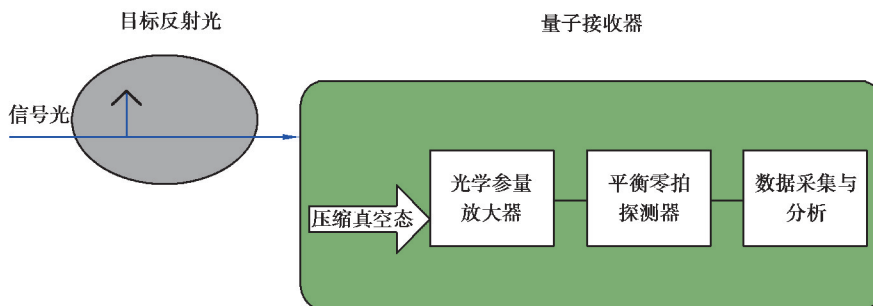 目标反射光
量子接收器
信号光
压缩真空态
光学参量
放大器
平衡零拍
探测器
数据采集与
分析